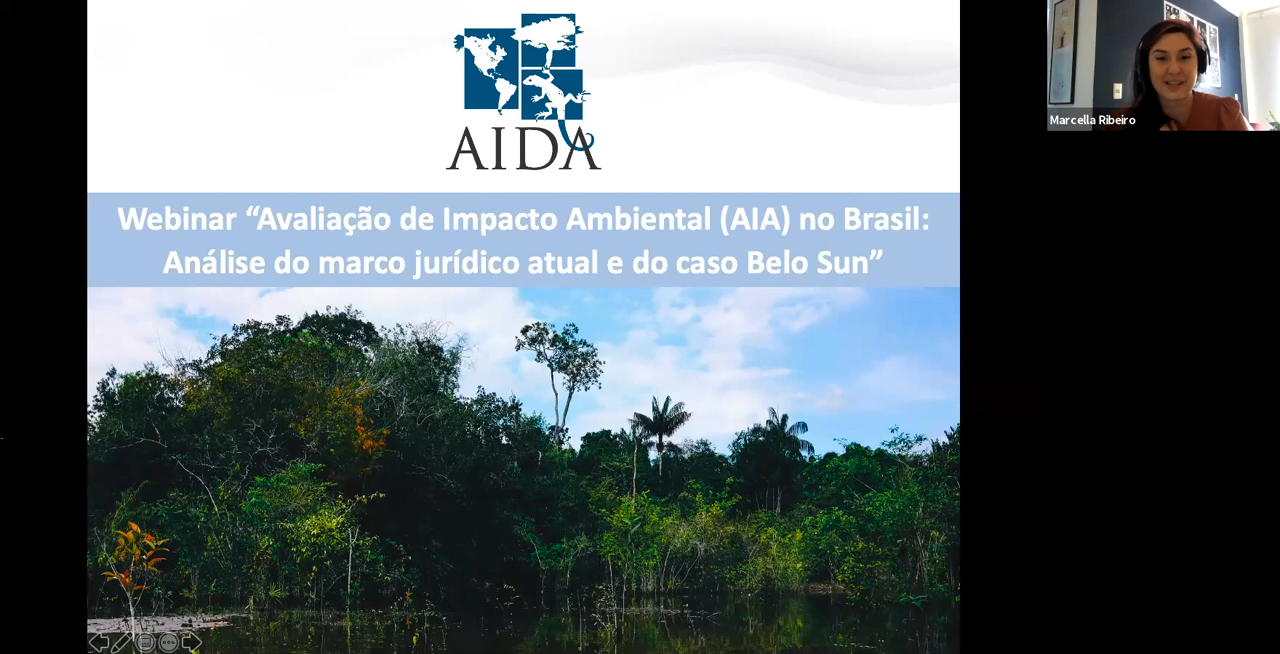 AIDA
Webinar “Avaliação de Impacto Ambiental (AIA) no Brasil:
Análise do marco jurídico atual e do caso Belo Sun”
Marcella Ribeiro